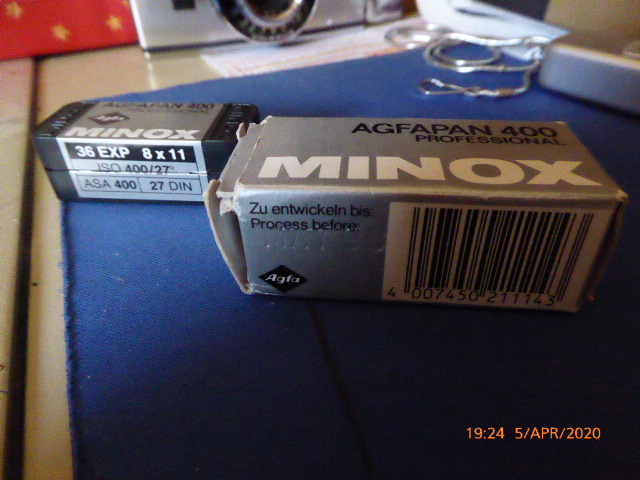 AGFAPAN 400
MINOX
36 EXP 8 x 11
ISO 400/27°
ASA 400 27 DIN
AGFAPAN 400
PROFESSIONAL
MINOX
Zu entwickeln bis:
Process before:
Agfa
4 007450 211143
19:24 5/APR/2020